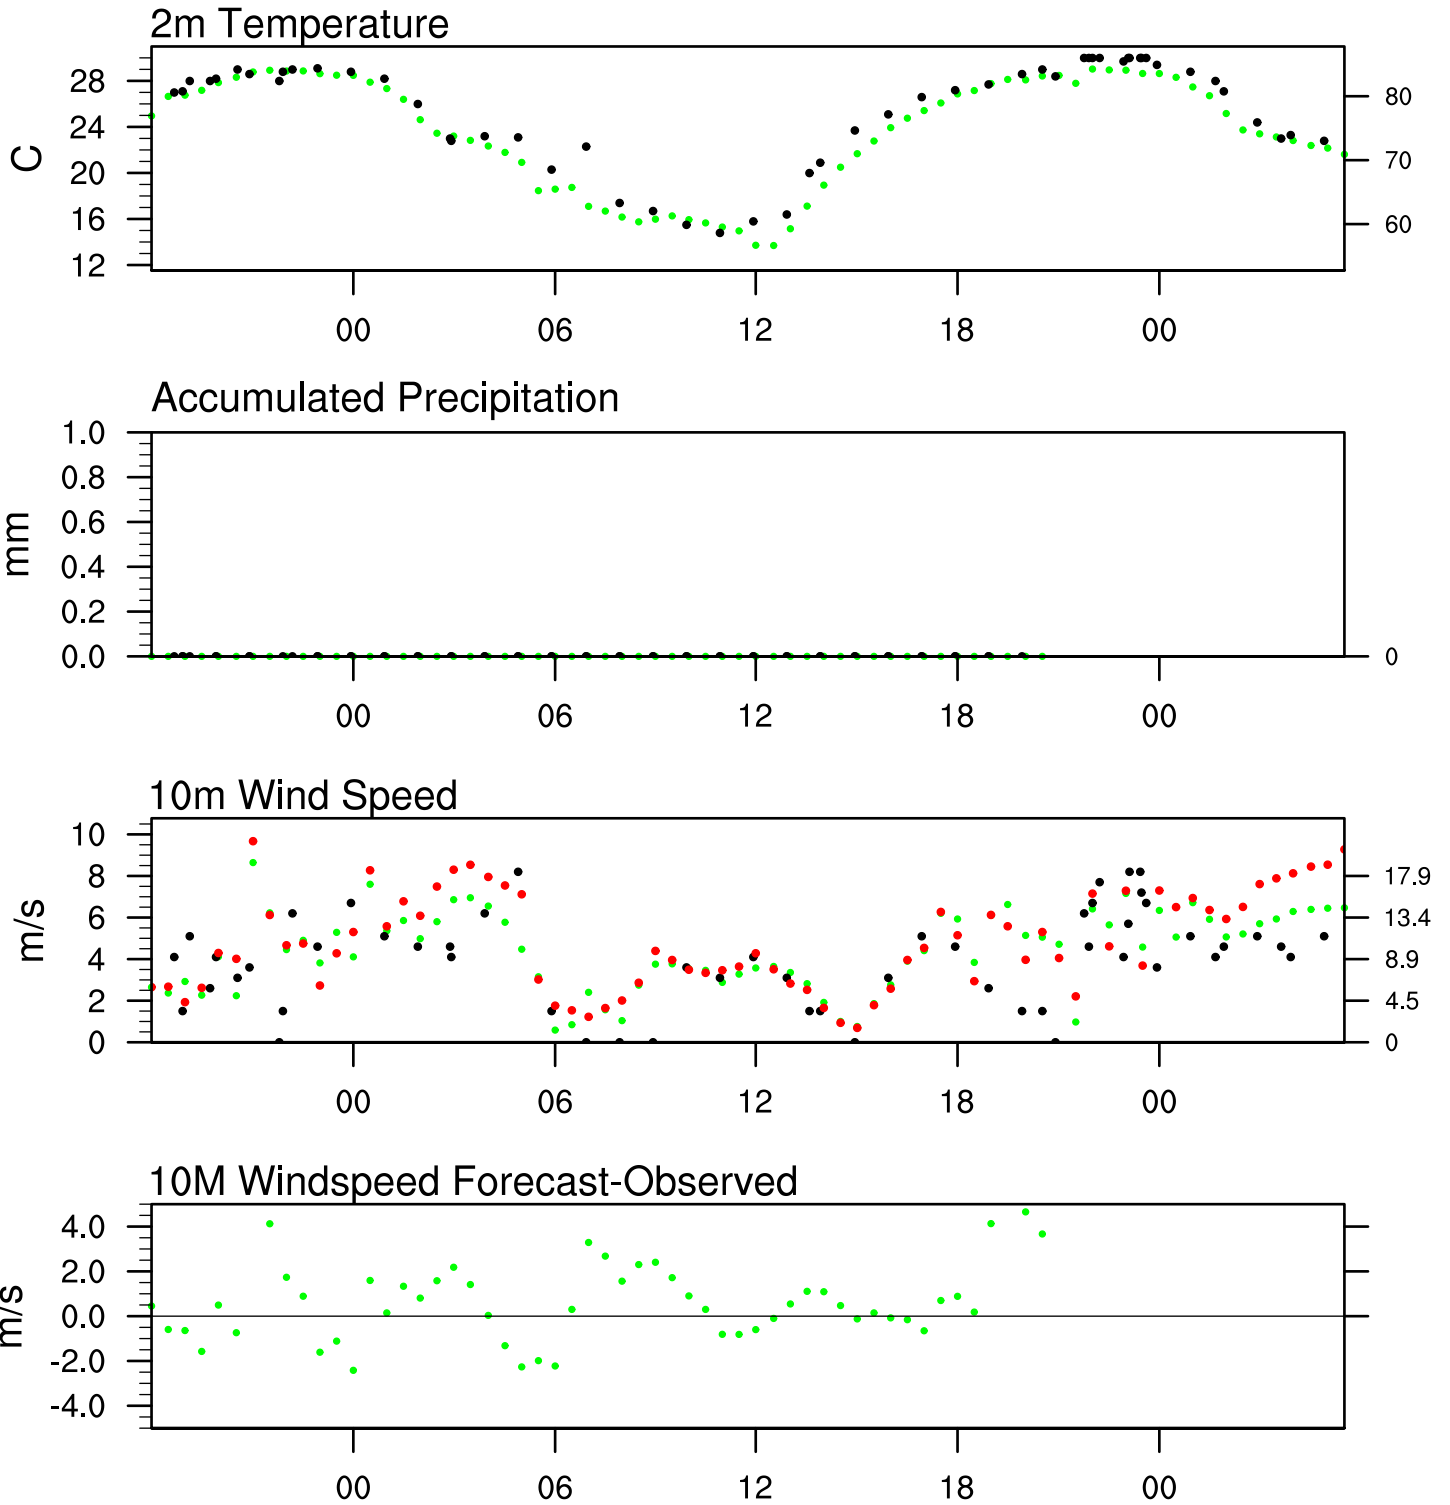 2m Temperature
28
24
20
16
12
C
80
70
60
00 06 12 18 00
Accumulated Precipitation
1.0
0.8
0.6
0.4
0.2
0.0
mm
0
00 06 12 18 00
10m Wind Speed
10
8
6
4
2
0
m/s
17.9
13.4
8.9
4.5
0
00 06 12 18 00
10M Windspeed Forecast-Observed
4.0
2.0
0.0
-2.0
-4.0
m/s
00 06 12 18 00